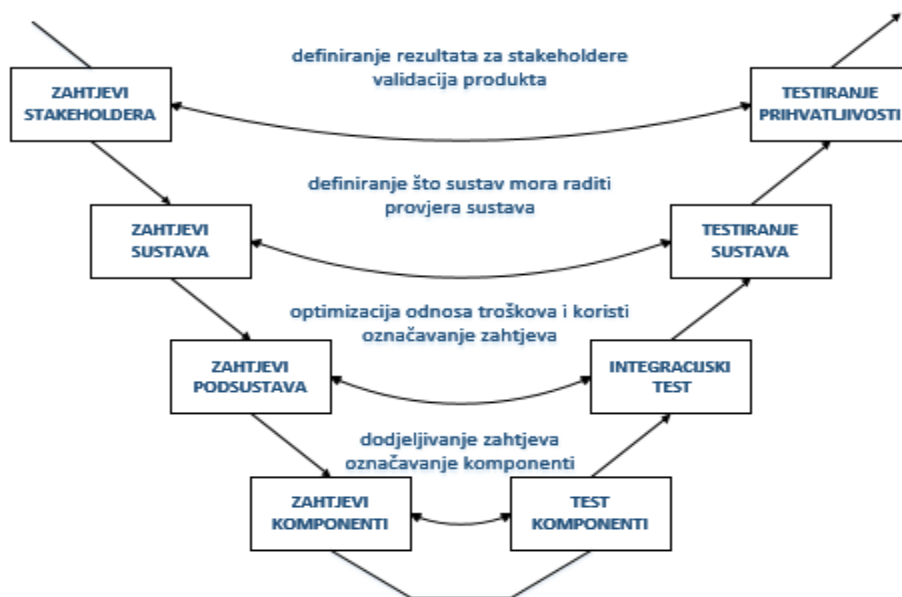 definiranje rezultata za stakeholdere
validacija produkta
ZAHTJEVI
STAKEHOLDERA
TESTIRANJE
PRIHVATLJIVOSTI
definiranje što sustav mora raditi
provjera sustava
ZAHTJEVI
SUSTAVA
TESTIRANJE
SUSTAVA
optimizacija odnosa troškova i koristi
označavanje zahtjeva
ZAHTJEVI
PODSUSTAVA
INTEGRACIJSKI
TEST
dodjeljivanje zahtjeva
označavanje komponenti
ZAHTJEVI
KOMPONENTI
TEST
KOMPONENTI